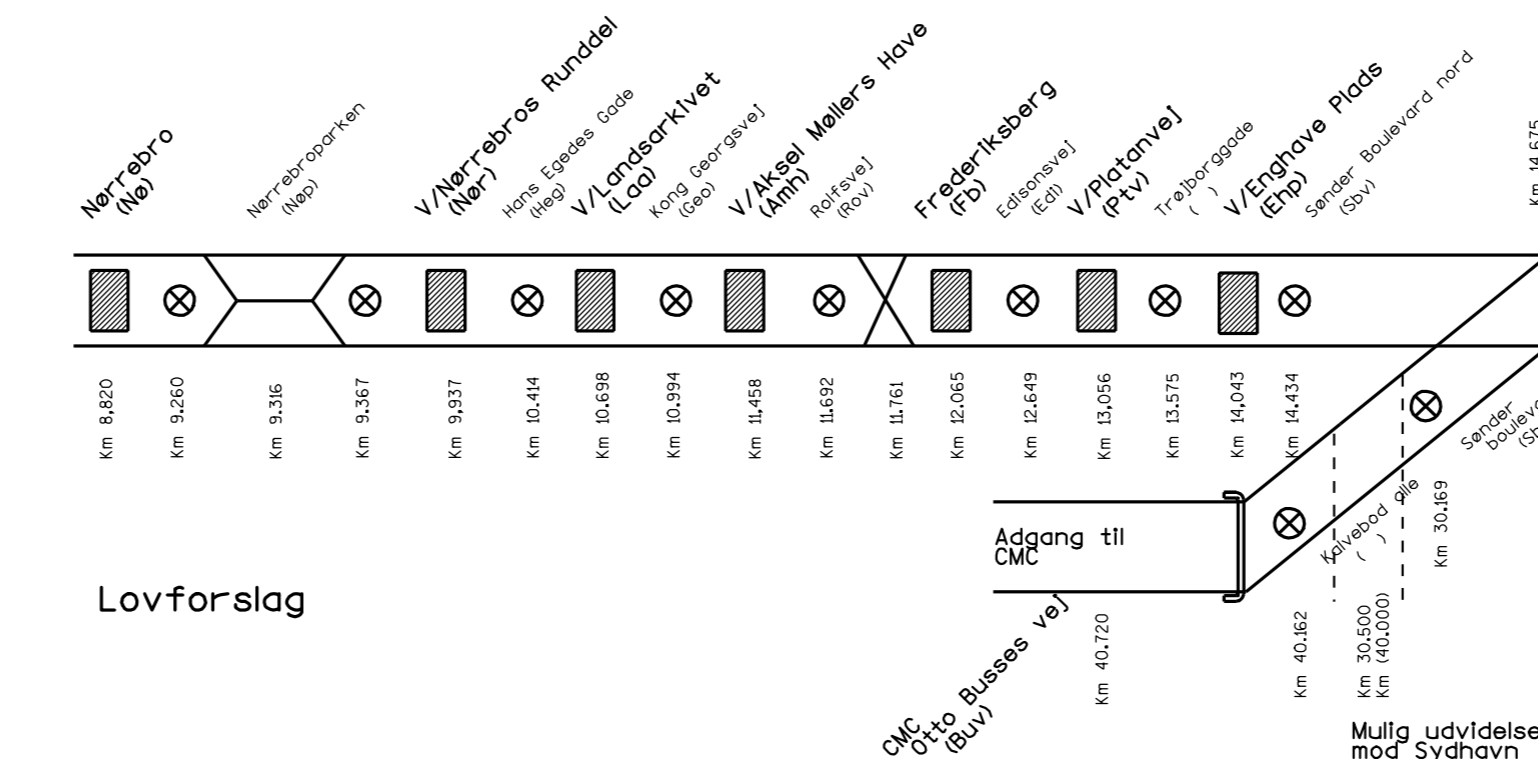 Nørrebro
(Nø)
Nørrebroparken
(Nøp)
V/Nørrebros Runddel
(Nør)
Hans Egedes Gade
(Heg)
V/Landsarkivet
(Laa)
Kong Georgsvej
(Geo)
V/Aksel Møllers Have
(Amh)
Rolfsvej
(Rov)
Frederiksberg
(Fb)
Edisonsvej
(Edi)
V/Platanvej
(Ptv)
Trøjborggade
( )
V/Enghave Plads
(Ehp)
Sønder Boulevard nord
(Sbv)
Km 14.675
Km 8,820
Km 9.260
Km 9.316
Km 9.367
Km 9,937
Km 10.414
Km 10.698
Km 10.994
Km 11,458
Km 11.692
Km 11.761
Km 12.065
Km 12.649
Km 13,056
Km 13.575
Km 14,043
Km 14.434
Sønder
boulev
(Sb
Adgang til
CMC
Kalvebod alle
( )
Km 30.169
Lovforslag
CMC
Otto Busses vej
(Buv)
Km 40.720
Km 40.162
Km 30.500
Km (40.000)
Mulig udvidelse
mod Sydhavn